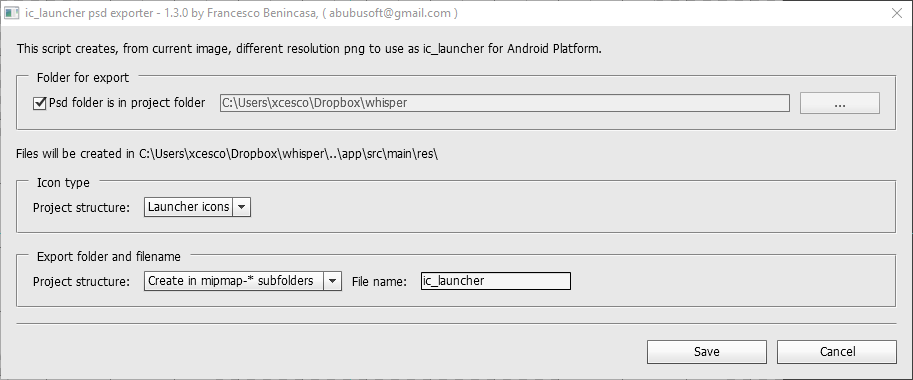 ic_launcher psd exporter - 1.3.0 by Francesco Benincasa, ( abubusoft@gmail.com )
This script creates, from current image, different resolution png to use as ic_launcher for Android Platform.
Folder for export
Psd folder is in project folder C:\Users\xcesco\Dropbox\whisper ...
Files will be created in C:\Users\xcesco\Dropbox\whisper\..\app\src\main\res\
Icon type
Project structure: Launcher icons
Export folder and filename
Project structure: Create in mipmap-* subfolders File name: ic_launcher
Save Cancel